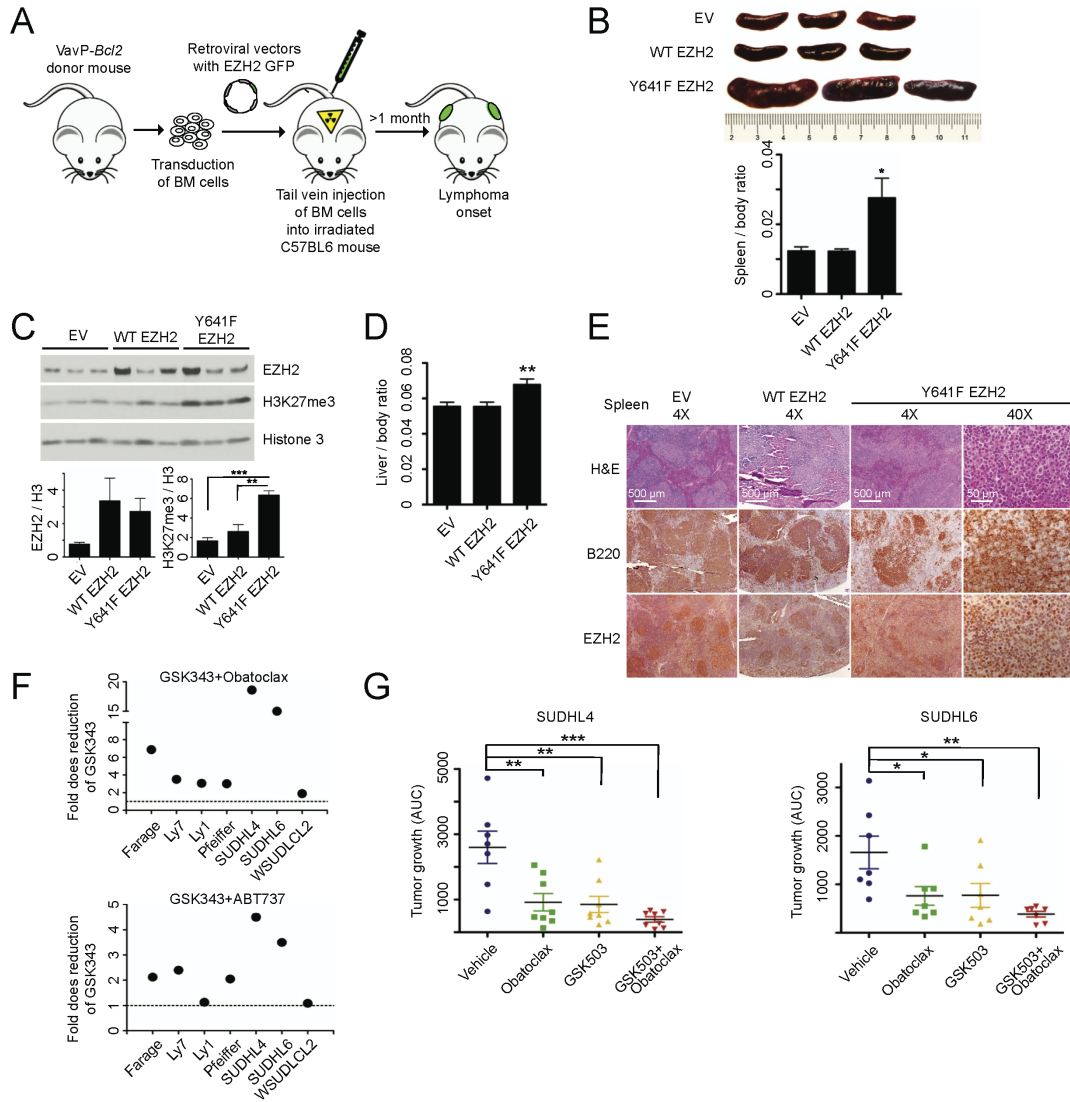 A
VavP-Bcl2
donor mouse
Retroviral vectors
with EZH2 GFP
>1 month
Transduction
of BM cells
Tail vein injection
of BM cells
into irradiated
C57BL6 mouse
Lymphoma
onset
B
EV
WT EZH2
Y641F EZH2
2 3 4 5 6 7 8 9 10 11
Spleen / body ratio
0.04
0.02
0
*
EV
WT EZH2
Y641F EZH2
C
EV
WT EZH2
Y641F
EZH2
EZH2
H3K27me3
Histone 3
EZH2 / H3
6
4
2
0
EV
WT EZH2
Y641F EZH2
H3K27me3 / H3
8
6
4
2
0
***
**
EV
WT EZH2
Y641F EZH2
D
Liver / body ratio
0.08
0.06
0.04
0.02
0
**
EV
WT EZH2
Y641F EZH2
E
Spleen
EV
4X
WT EZH2
4X
Y641F EZH2
4X
40X
H&E
500 µm
500 µm
500 µm
50 µm
B220
EZH2
F
GSK343+Obatoclax
Fold does reduction
of GSK343
20
15
8
6
4
2
0
Farage
Ly7
Ly1
Pfeiffer
SUDHL4
SUDHL6
WSUDLCL2
GSK343+ABT737
Fold does reduction
of GSK343
5
4
3
2
1
0
Farage
Ly7
Ly1
Pfeiffer
SUDHL4
SUDHL6
WSUDLCL2
G
SUDHL4
***
**
**
Tumor growth (AUC)
5000
3000
1000
Vehicle
Obatoclax
GSK503
GSK503+
Obatoclax
SUDHL6
**
*
*
Tumor growth (AUC)
3000
2000
1000
Vehicle
Obatoclax
GSK503
GSK503+
Obatoclax